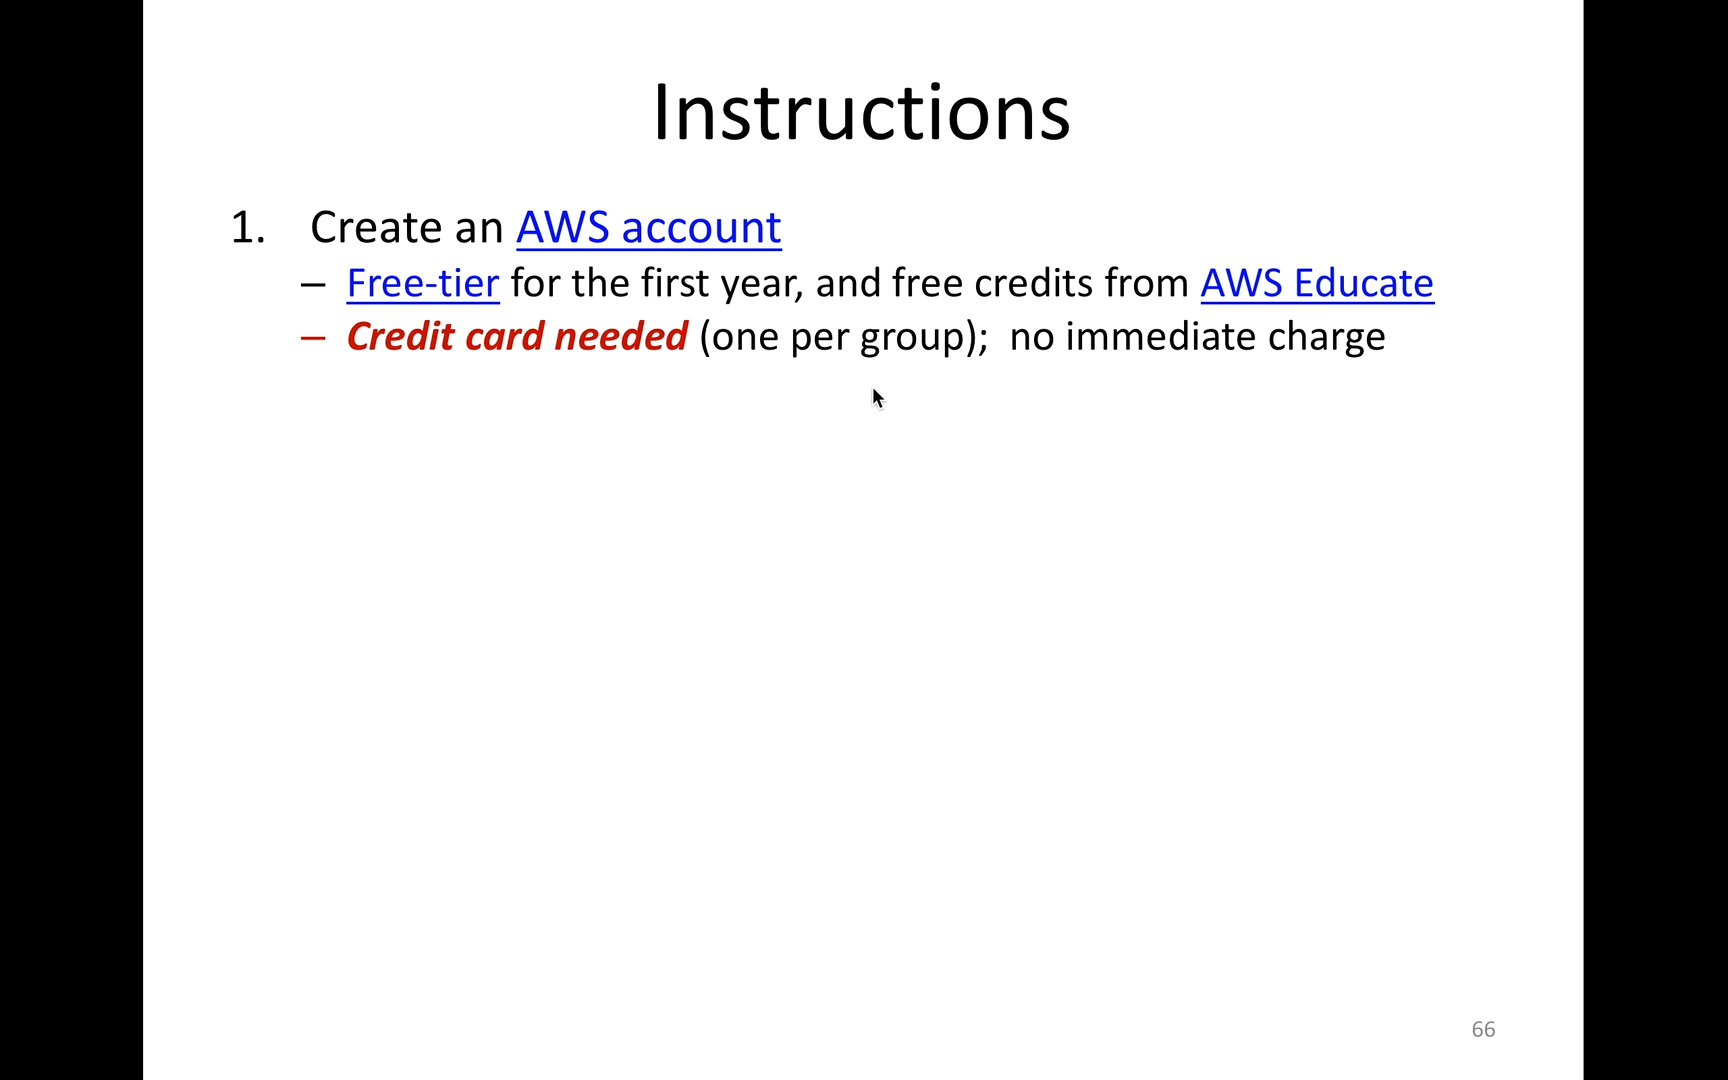 Instructions
1. Create an AWS account
– Free-tier for the first year, and free credits from AWS Educate
– Credit card needed (one per group);  no immediate charge
66